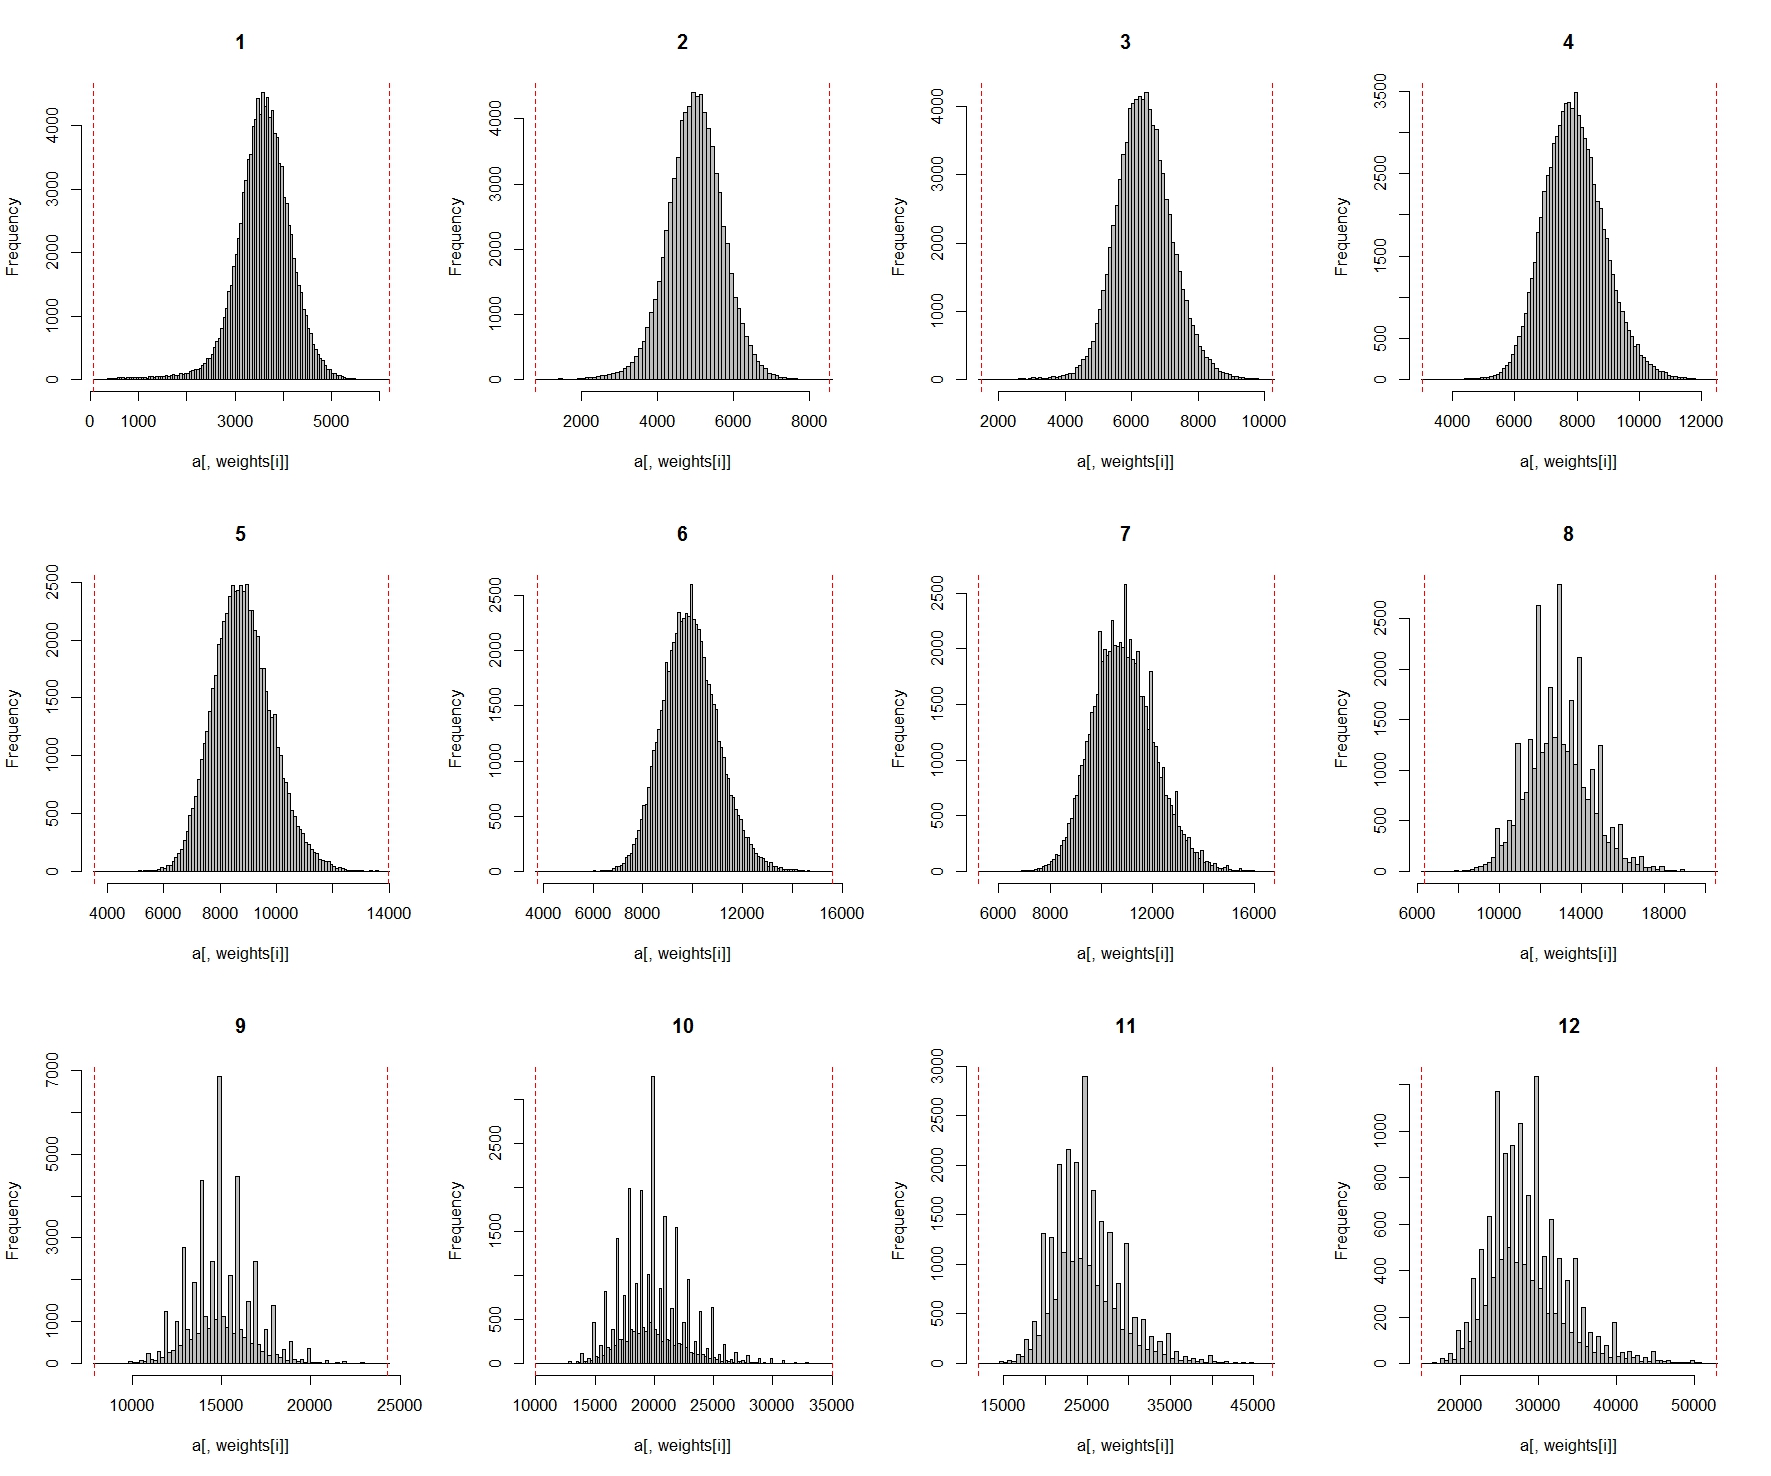 1
2
3
4
Frequency
0 1000 2000 3000 4000
0 1000 3000 5000
a[, weights[i]]
Frequency
0 1000 2000 3000 4000
2000 4000 6000 8000
a[, weights[i]]
Frequency
0 1000 2000 3000 4000
2000 4000 6000 8000 10000
a[, weights[i]]
Frequency
0 500 1500 2500 3500
4000 6000 8000 10000 12000
a[, weights[i]]
5
6
7
8
Frequency
0 500 1000 1500 2000 2500
4000 6000 8000 10000 14000
a[, weights[i]]
Frequency
0 500 1000 1500 2000 2500
4000 6000 8000 12000 16000
a[, weights[i]]
Frequency
0 500 1000 1500 2000 2500
6000 8000 12000 16000
a[, weights[i]]
Frequency
0 500 1000 1500 2000 2500
6000 10000 14000 18000
a[, weights[i]]
9
10
11
12
Frequency
0 1000 3000 5000 7000
10000 15000 20000 25000
a[, weights[i]]
Frequency
0 500 1500 2500
10000 15000 20000 25000 30000 35000
a[, weights[i]]
Frequency
0 500 1000 1500 2000 2500 3000
15000 25000 35000 45000
a[, weights[i]]
Frequency
0 200 400 600 800 1000
20000 30000 40000 50000
a[, weights[i]]